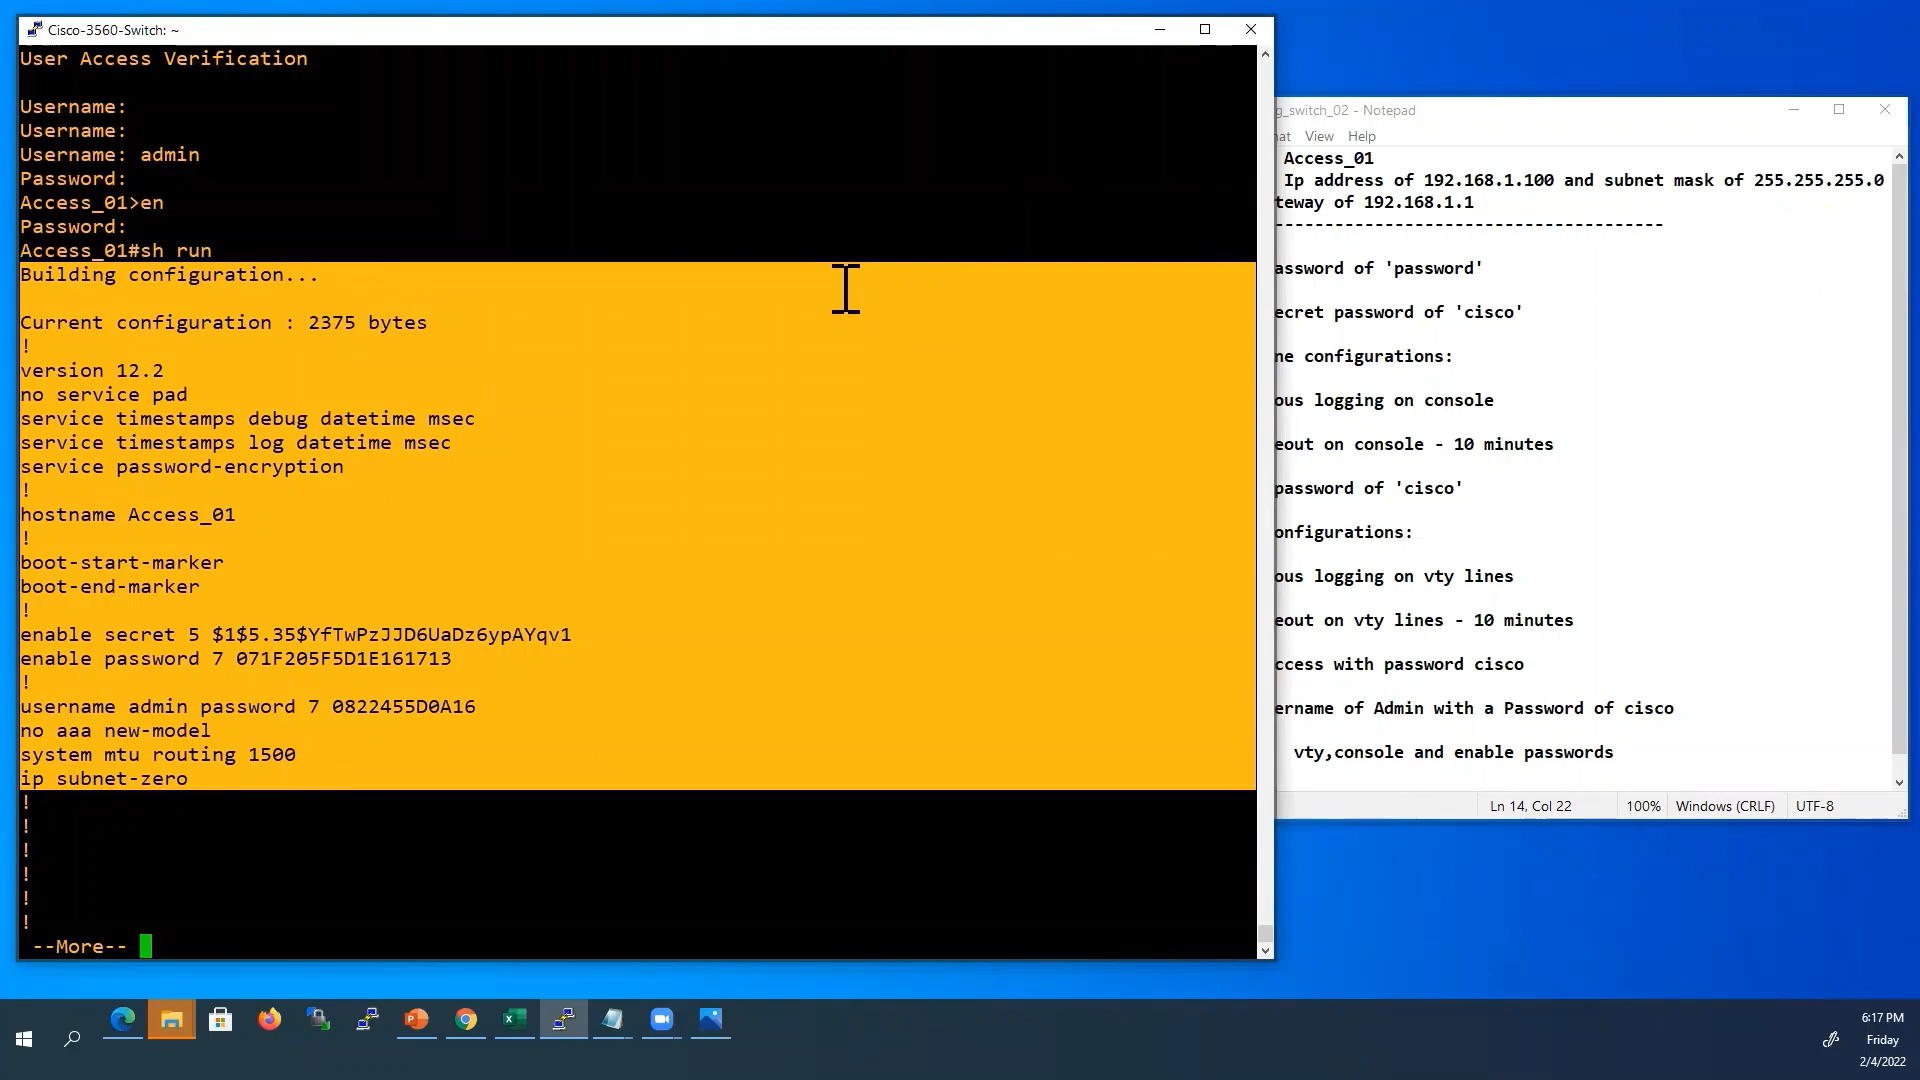 Cisco-3560-Switch: ~
User Access Verification
Username:
Username:
Username: admin
Password:
Access_01>en
Password:
Access_01#sh run
Building configuration...
Current configuration : 2375 bytes
!
version 12.2
no service pad
service timestamps debug datetime msec
service timestamps log datetime msec
service password-encryption
!
hostname Access_01
!
boot-start-marker
boot-end-marker
!
enable secret 5 $1$5.35$YfTwPzJJD6UaDz6ypAYqv1
enable password 7 071F205F5D1E161713
!
username admin password 7 0822455D0A16
no aaa new-model
system mtu routing 1500
ip subnet-zero
!
!
!
!
!
!
--More--
g_switch_02 - Notepad
nat View Help
Access_01
Ip address of 192.168.1.100 and subnet mask of 255.255.255.0
teway of 192.168.1.1
---------------------------------------
assword of 'password'
ecret password of 'cisco'
ne configurations:
ous logging on console
eout on console - 10 minutes
password of 'cisco'
onfigurations:
ous logging on vty lines
eout on vty lines - 10 minutes
ccess with password cisco
ername of Admin with a Password of cisco
vty,console and enable passwords
Ln 14, Col 22
100%
Windows (CRLF)
UTF-8
6:17 PM
Friday
2/4/2022